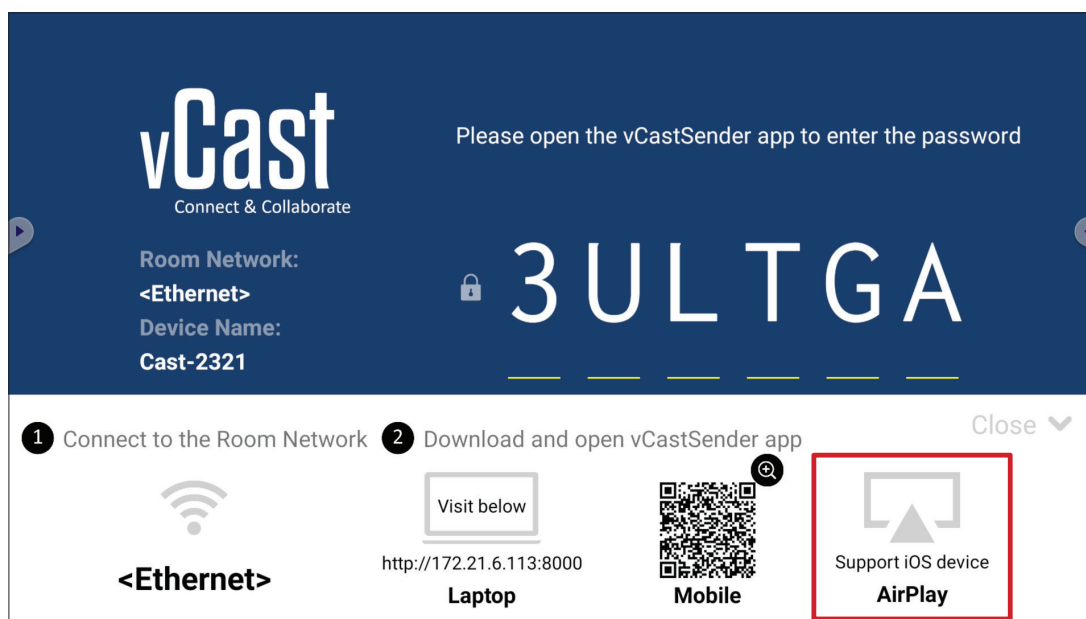 vCast
Connect & Collaborate
Please open the vCastSender app to enter the password
Room Network:
<Ethernet>
Device Name:
Cast-2321
3ULTGA
Close
1 Connect to the Room Network
2 Download and open vCastSender app
<Ethernet>
Visit below
http://172.21.6.113:8000
Laptop
Mobile
Support iOS device
AirPlay